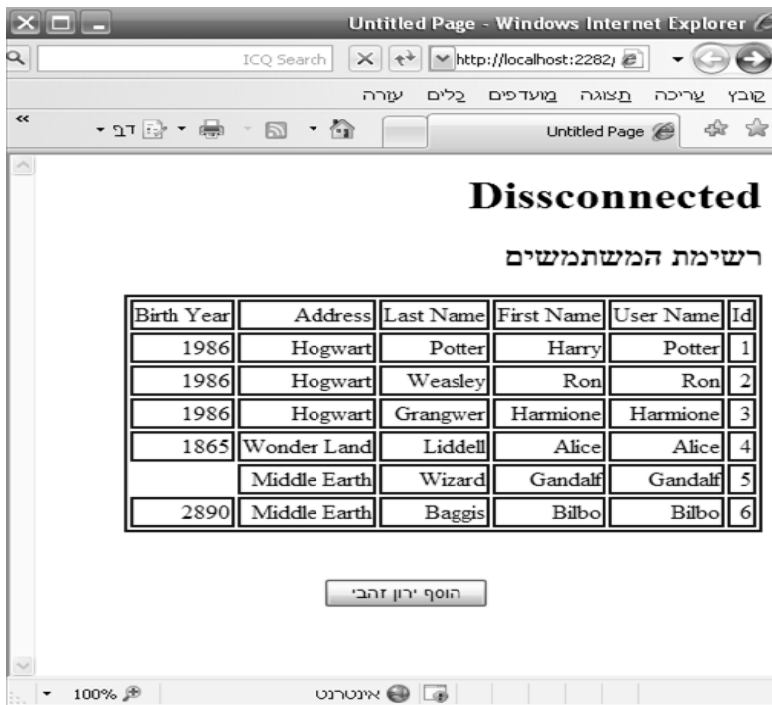 Untitled Page - Windows Internet Explorer
ICQ Search http://localhost:2282/
קובץ עריכה תצוגה מועדפים כלים עזרה
Untitled Page דף
Dissconnected
רשימת המשתמשים
Id User Name First Name Last Name Address Birth Year
1 Potter Harry Potter Hogwart 1986
2 Ron Ron Weasley Hogwart 1986
3 Harmione Harmione Grangwer Hogwart 1986
4 Alice Alice Liddell Wonder Land 1865
5 Gandalf Gandalf Wizard Middle Earth
6 Bilbo Bilbo Baggis Middle Earth 2890
הוסף ירון זהבי
אינטרנט 100%